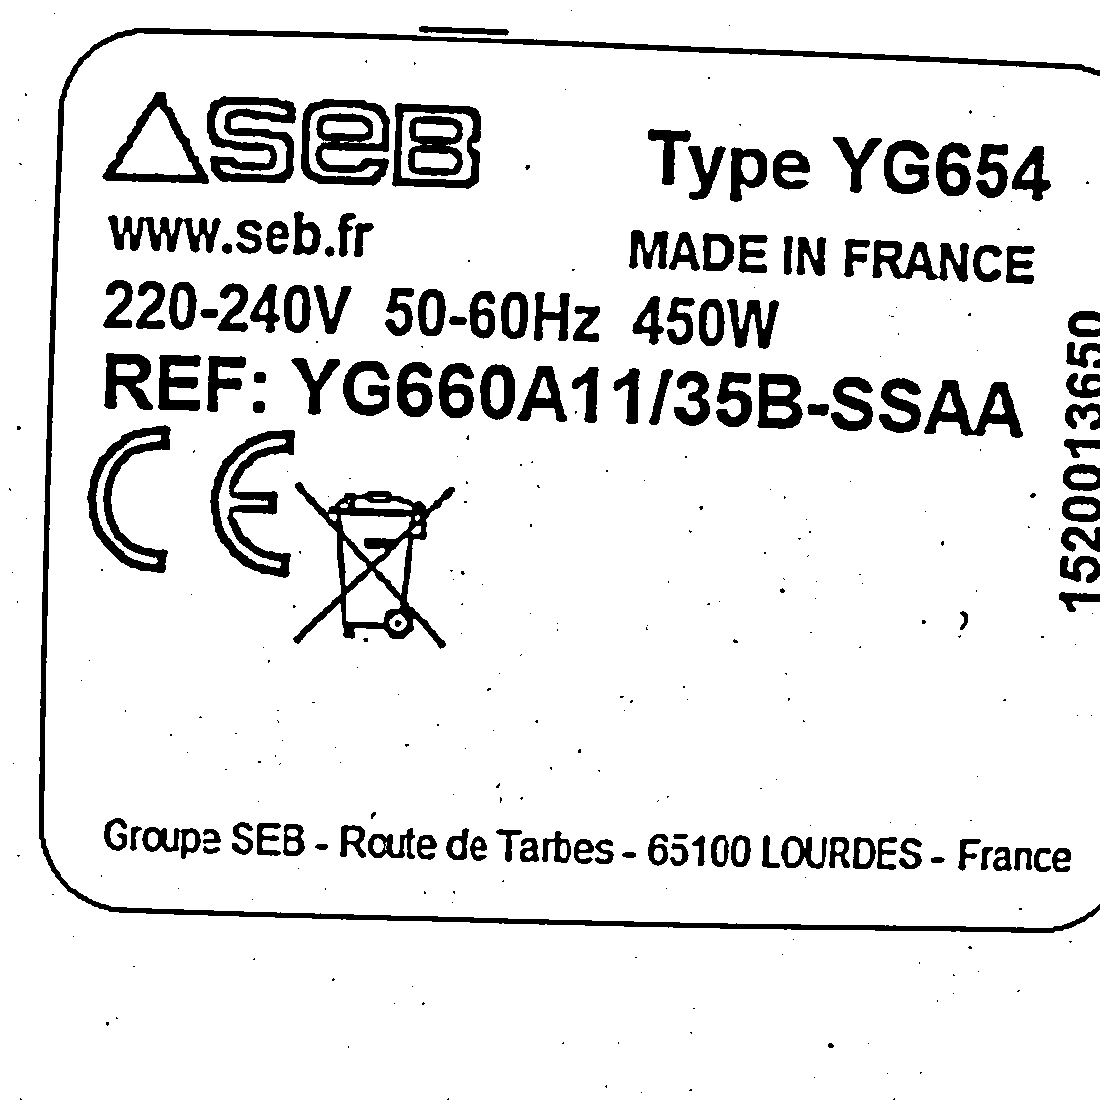 SEB
Type YG654
www.seb.fr
MADE IN FRANCE
220-240V 50-60Hz 450W
REF: YG660A11/35B-SSAA
CE
1520013650
Groupe SEB - Route de Tarbes - 65100 LOURDES - France